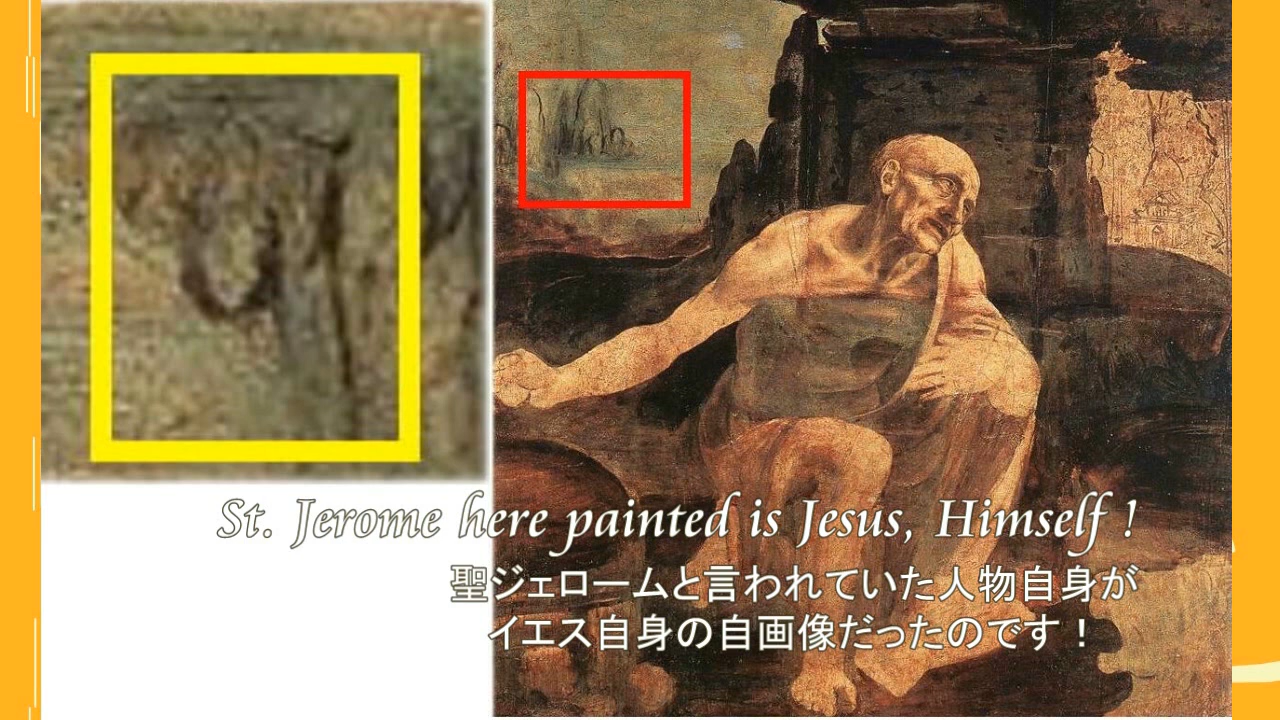 St. Jerome here painted is Jesus, Himself !
聖ジェロームと言われていた人物自身が
イエス自身の自画像だったのです！